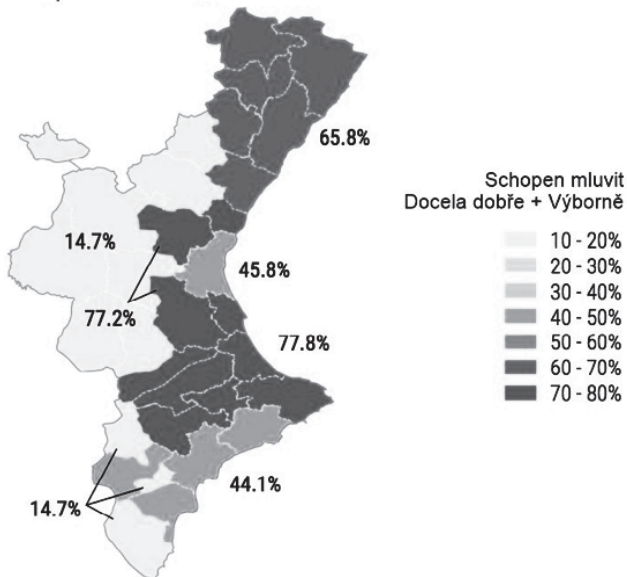 65.8%
14.7%
45.8%
77.2%
77.8%
44.1%
14.7%
Schopen mluvit
Docela dobře + Výborně
10 - 20%
20 - 30%
30 - 40%
40 - 50%
50 - 60%
60 - 70%
70 - 80%